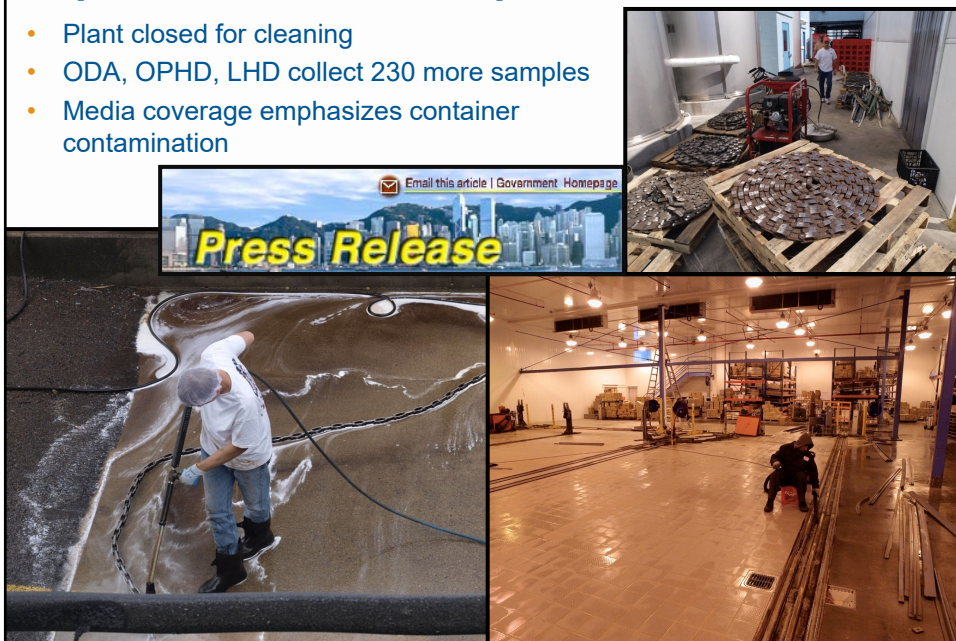 • Plant closed for cleaning
• ODA, OPHD, LHD collect 230 more samples
• Media coverage emphasizes container
contamination
Email this article | Government Homepage
Press Release